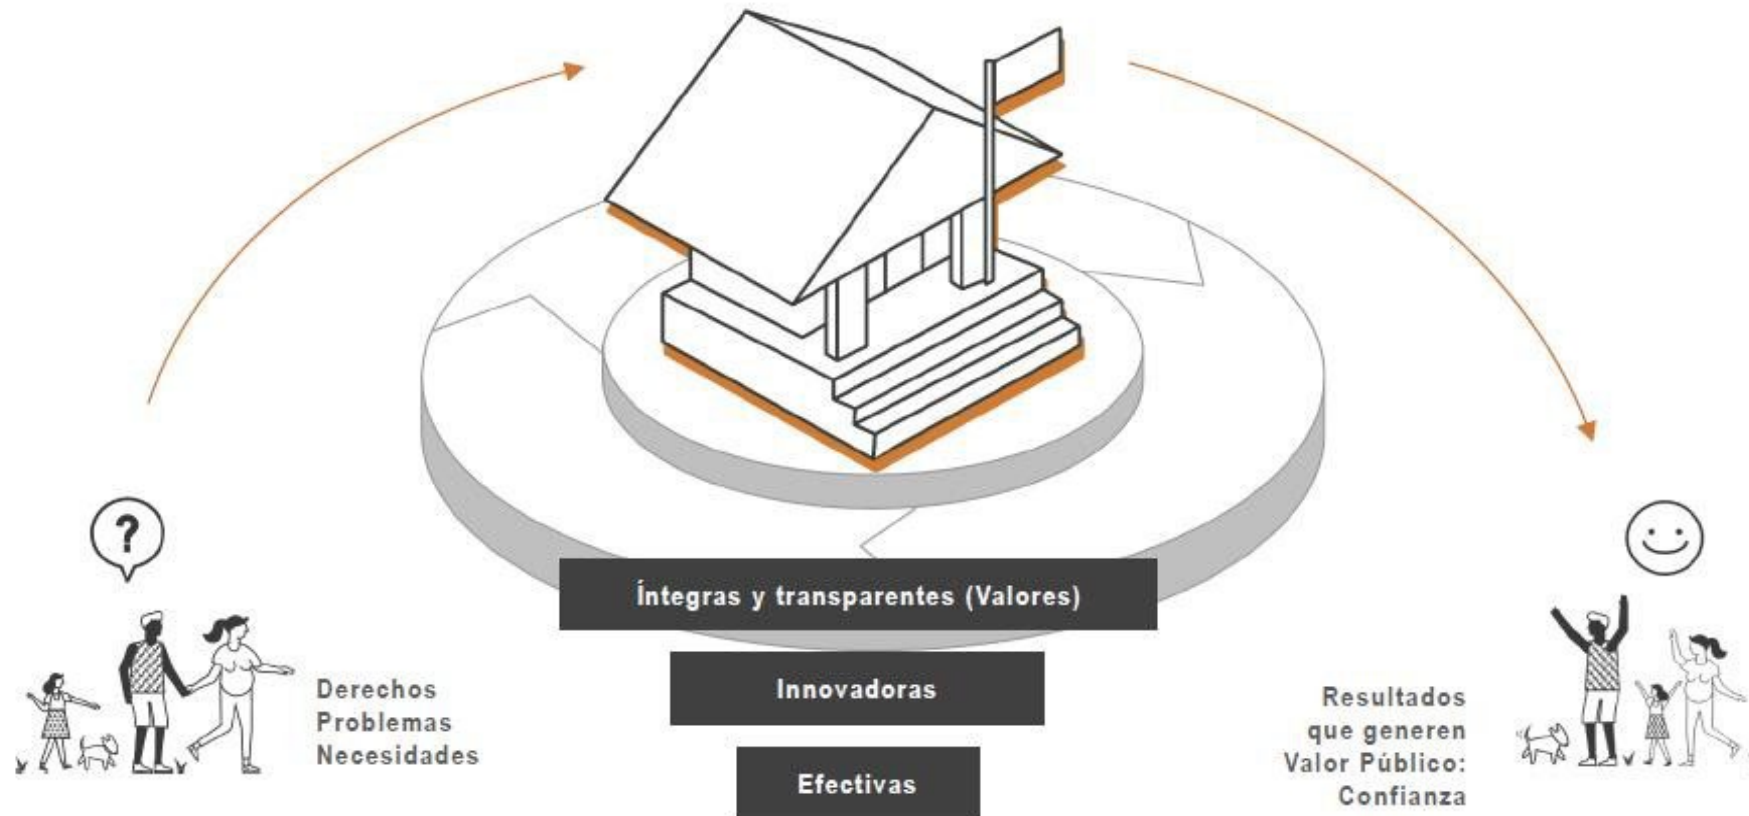 ?
Íntegras y transparentes (Valores)
Innovadoras
Efectivas
Derechos
Problemas
Necesidades
Resultados
que generen
Valor Público:
Confianza